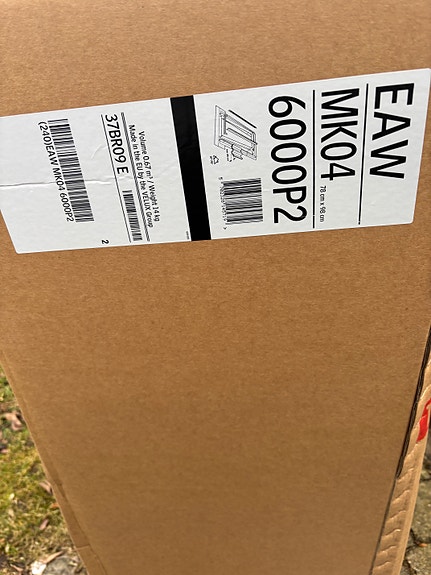 EAW
MK04
78 cm x 98 cm
6000P2
Volume 0.67 m³ / Weight 14 kg
Made in the EU by the VELUX Group
37BR09 E
(240)EAW MK04 6000P2
2